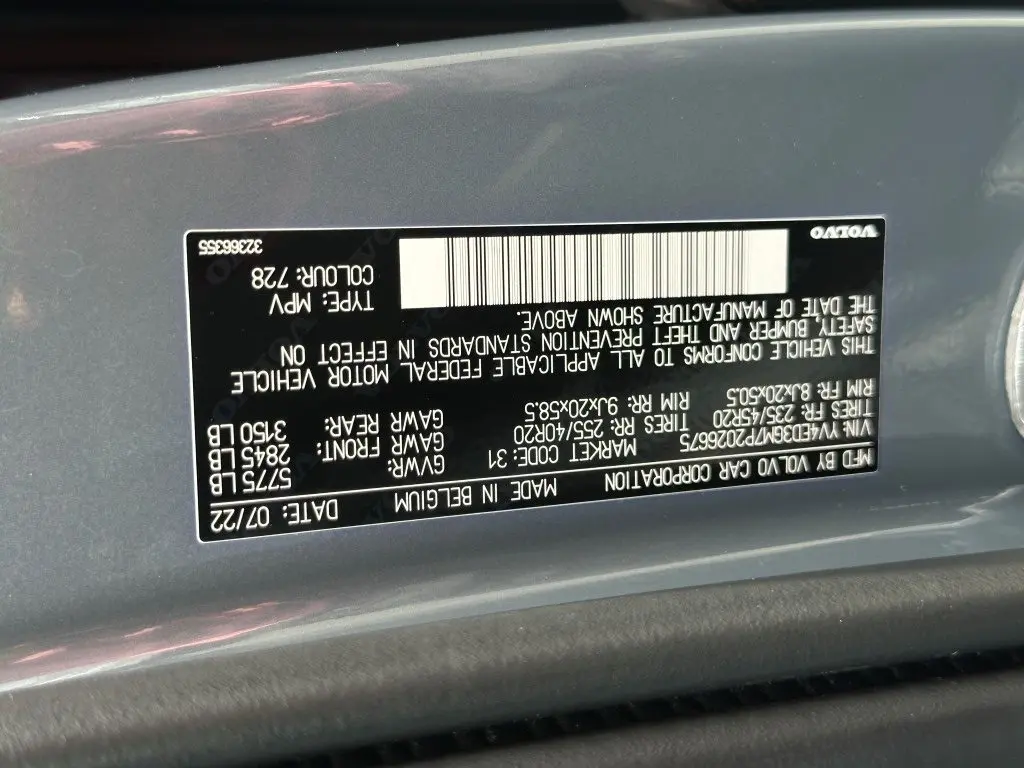 MFD BY VOLVO CAR CORPORATION MADE IN BELGIUM DATE: 07/22
VIN: YV4ED3GM7P2026675 MARKET CODE: 31 GVWR: 5775 LB
TIRES FR: 235/45R20 TIRES RR: 255/40R20 GAWR FRONT: 2845 LB
RIM FR: 8Jx20x50.5 RIM RR: 9Jx20x58.5 GAWR REAR: 3150 LB
THIS VEHICLE CONFORMS TO ALL APPLICABLE FEDERAL MOTOR VEHICLE
SAFETY, BUMPER AND THEFT PREVENTION STANDARDS IN EFFECT ON
THE DATE OF MANUFACTURE SHOWN ABOVE.
TYPE: MPV
COLOUR: 728
VOLVO 32366355